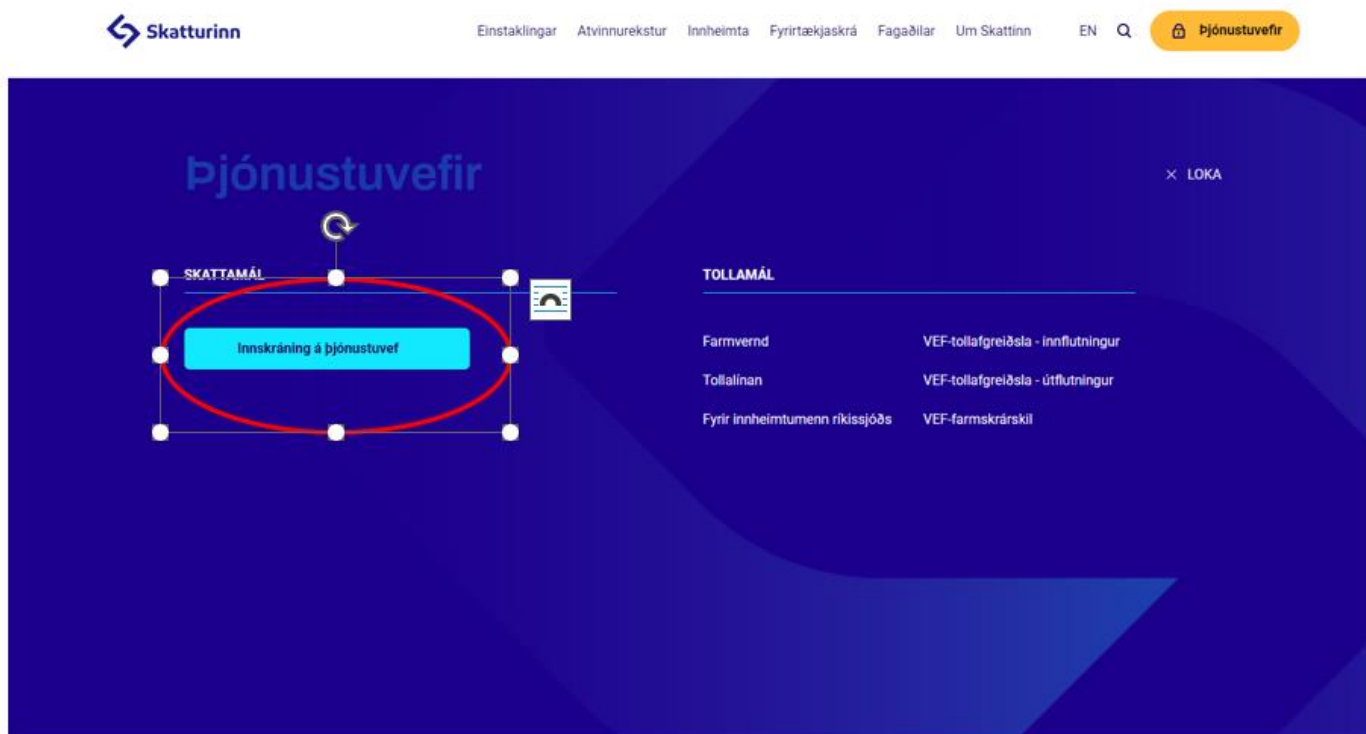 Skatturinn
Einstaklingar Atvinnurekstur Innheimta Fyrirtækjaskrá Fagaðilar Um Skattinn EN Þjónustuvefir
Þjónustuvefir
LOKA
SKATTAMÁL
Innskráning á þjónustuvef
TOLLAMÁL
Farmvernd VEF-tollafgreiðsla - innflutningur
Tollalínan VEF-tollafgreiðsla - útflutningur
Fyrir innheimtumenn ríkissjóðs VEF-farmskrárskil